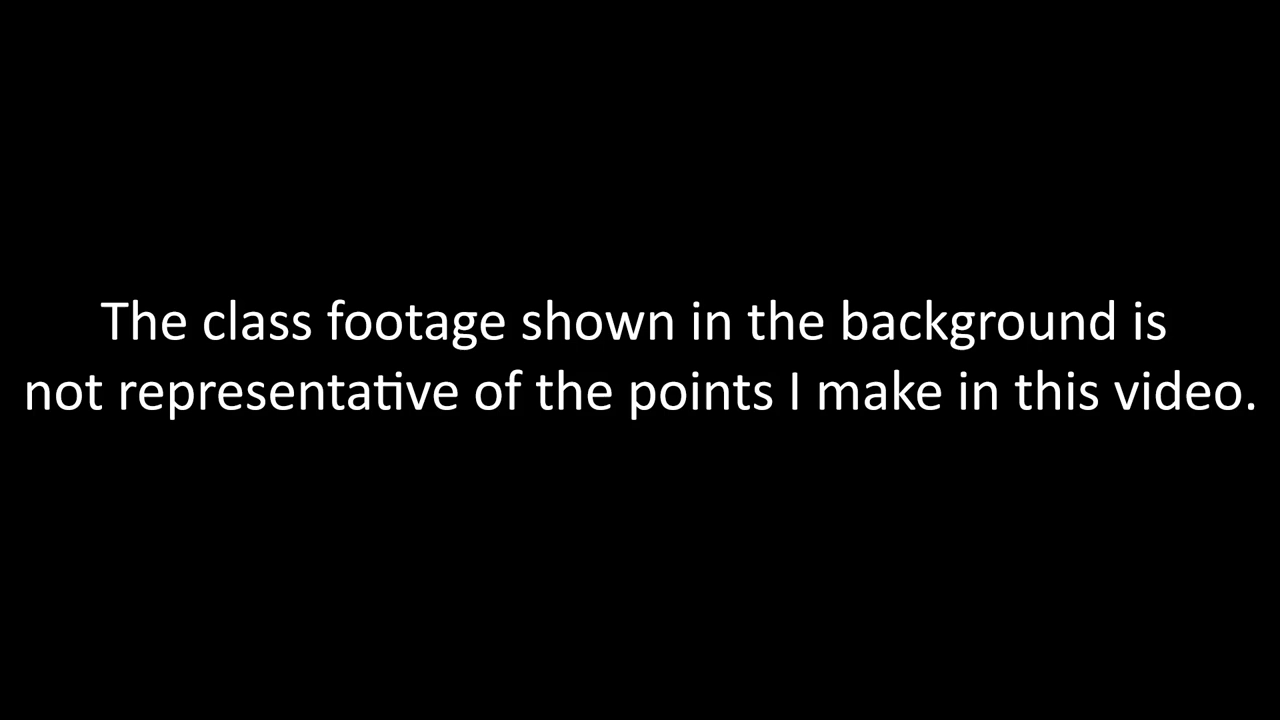 The class footage shown in the background is
not representative of the points I make in this video.